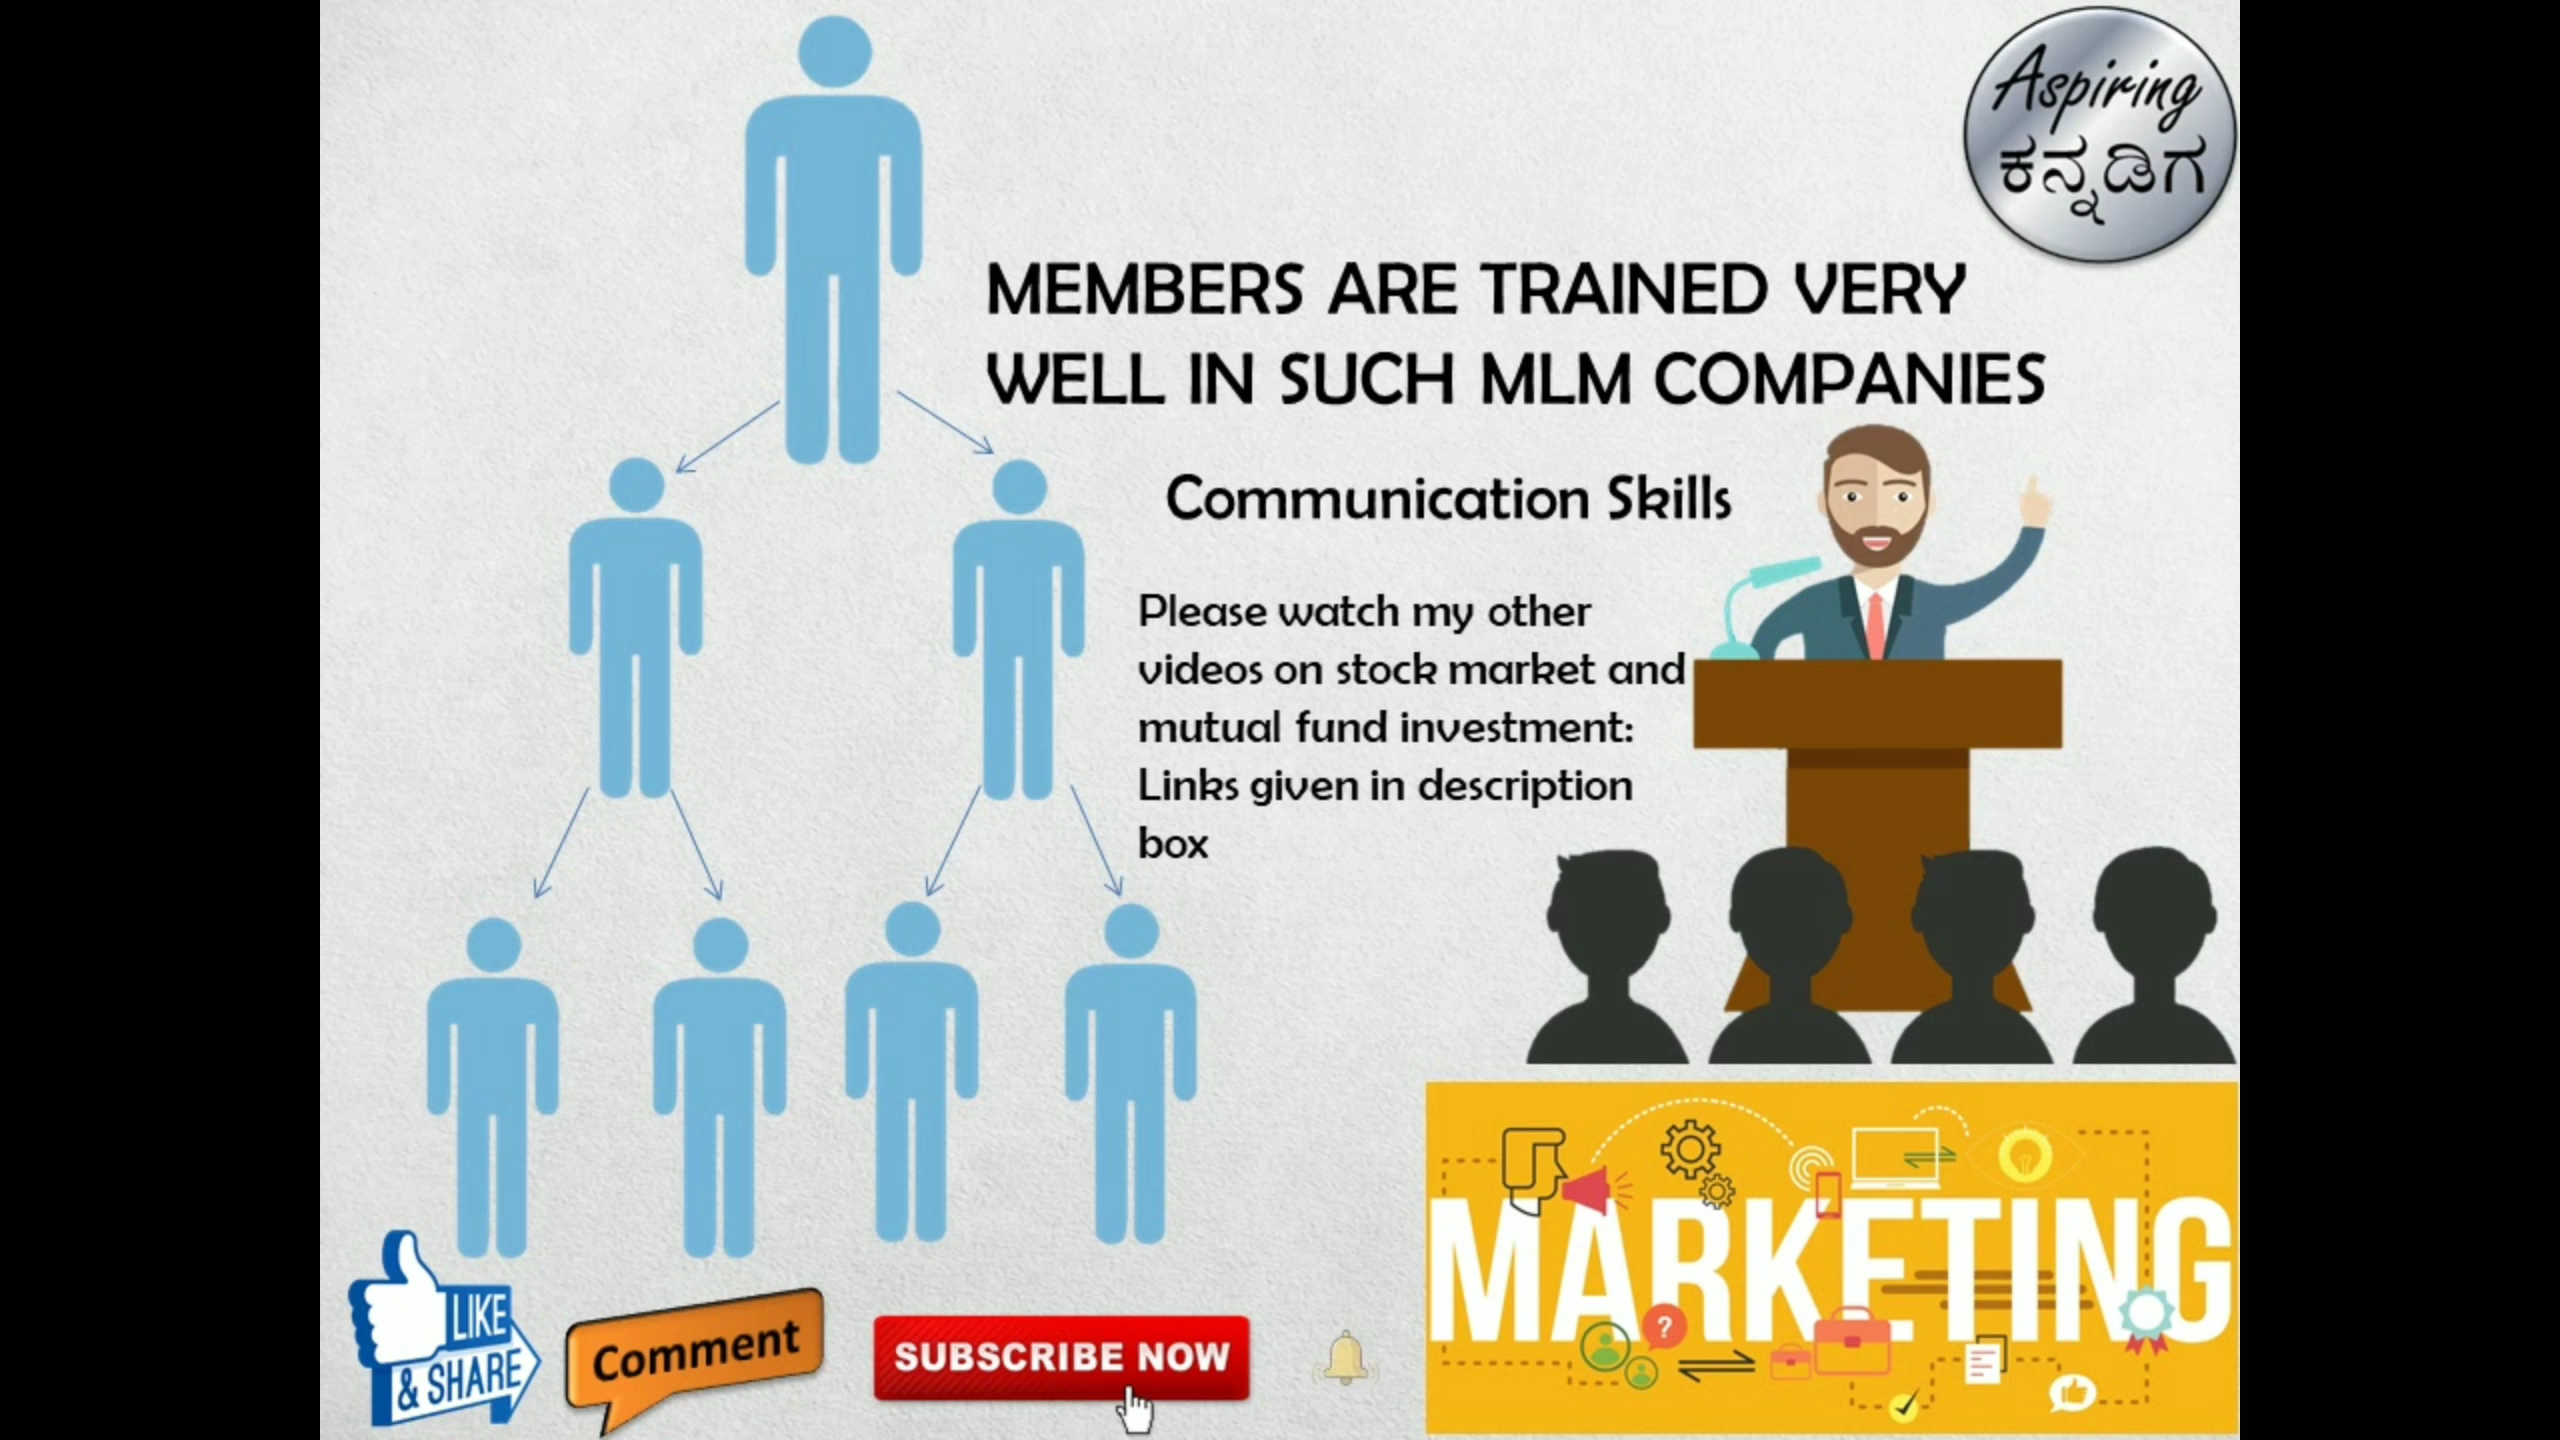 Aspiring
ಕನ್ನಡಿಗ
MEMBERS ARE TRAINED VERY
WELL IN SUCH MLM COMPANIES
Communication Skills
Please watch my other
videos on stock market and
mutual fund investment:
Links given in description
box
MARKETING
?
LIKE
& SHARE
Comment
SUBSCRIBE NOW